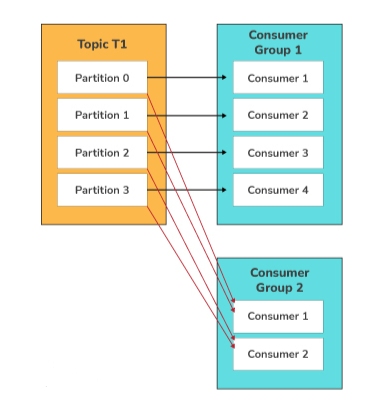 Topic T1
Partition 0
Partition 1
Partition 2
Partition 3
Consumer
Group 1
Consumer 1
Consumer 2
Consumer 3
Consumer 4
Consumer
Group 2
Consumer 1
Consumer 2